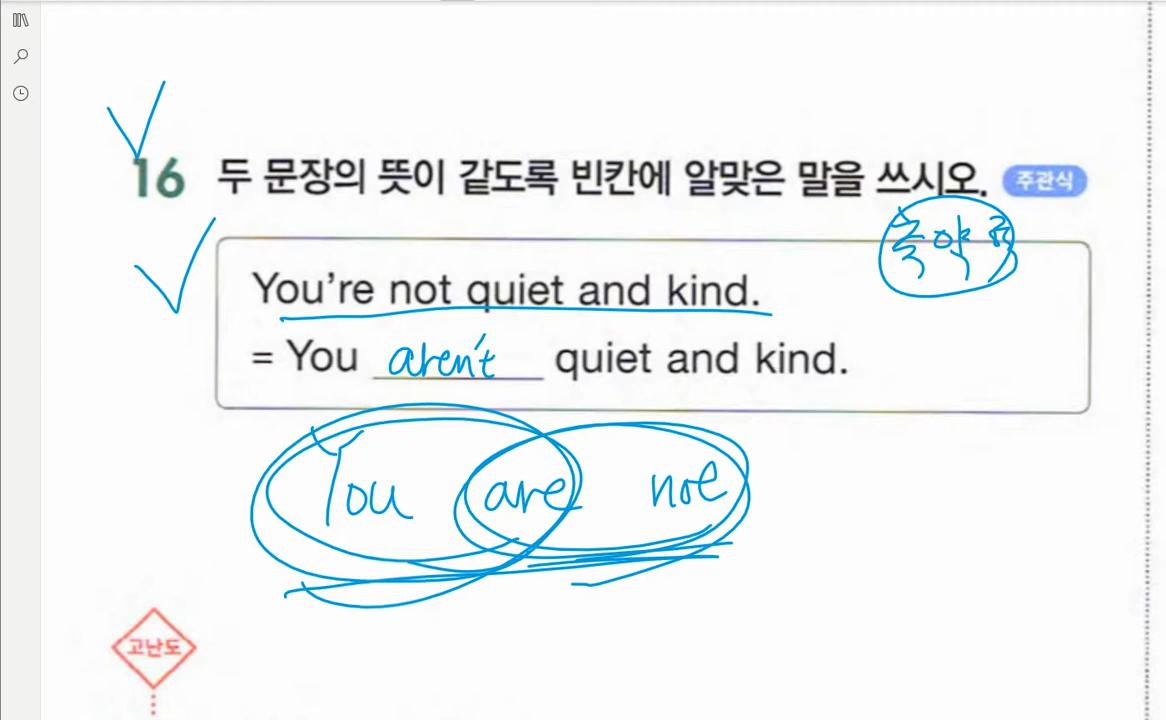 16 두 문장의 뜻이 같도록 빈칸에 알맞은 말을 쓰시오. 주관식
축약형
You're not quiet and kind.
= You aren't quiet and kind.
You are not
고난도